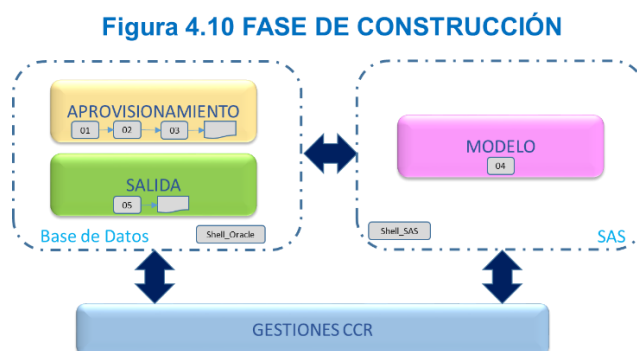 Figura 4.10 FASE DE CONSTRUCCIÓN
APROVISIONAMIENTO
01 02 03
SALIDA
05
Base de Datos
Shell_Oracle
MODELO
04
Shell_SAS
SAS
GESTIONES CCR